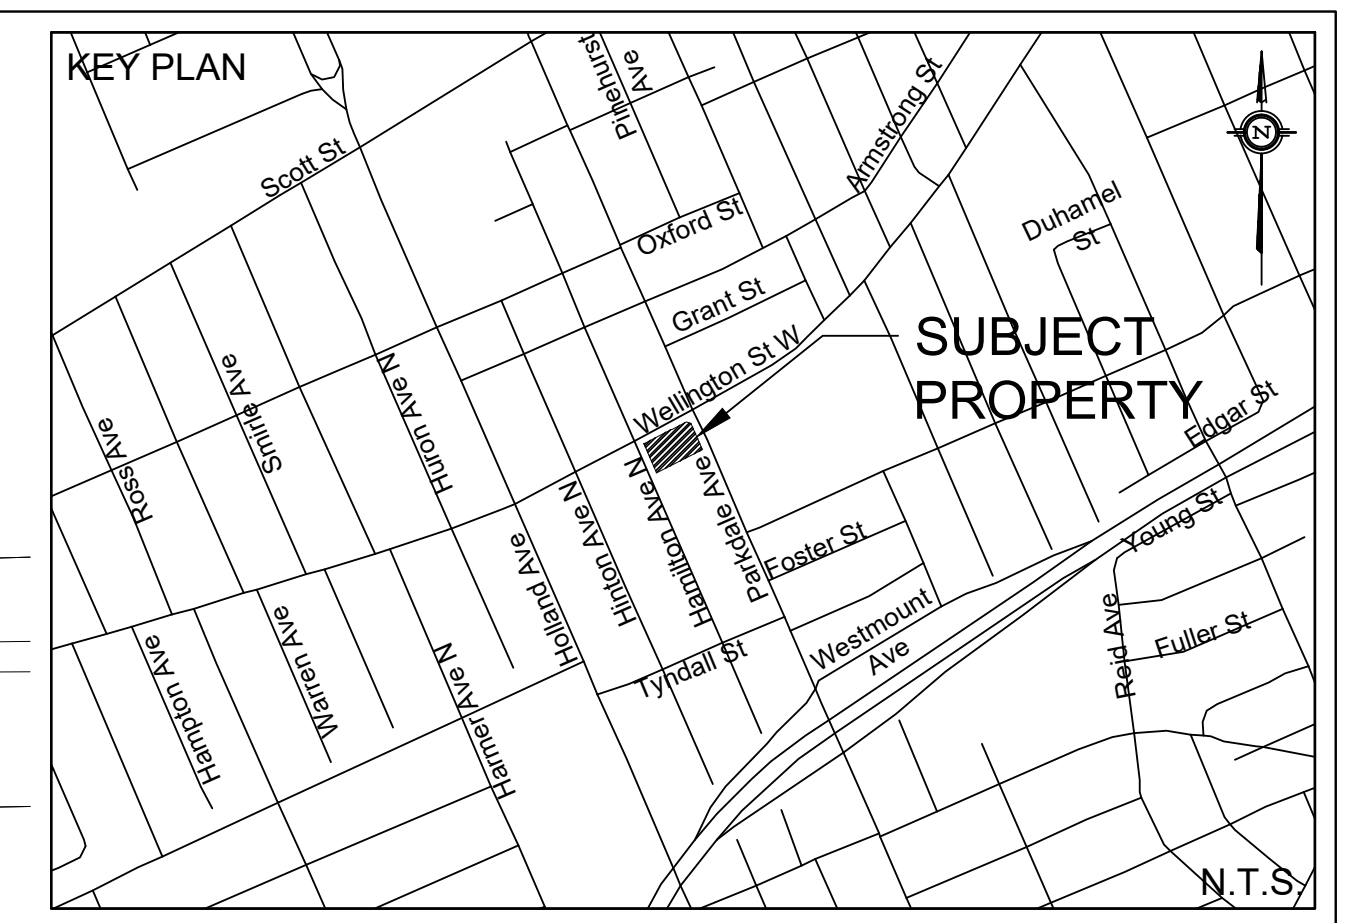 KEY PLAN
Pinehurst
Ave
Armstrong St
Scott St
Oxford St
Duhamel
St
N
Grant St
Wellington St W
SUBJECT
PROPERTY
Ross Ave
Smirle Ave
Huron Ave N
Edgar St
Holland Ave
Hinton Ave N
Hamilton Ave N
Parkdale Ave
Foster St
Young St
Hampton Ave
Warren Ave
Harmer Ave N
Tyndall St
Westmount
Ave
Reid Ave
Fuller St
N.T.S.